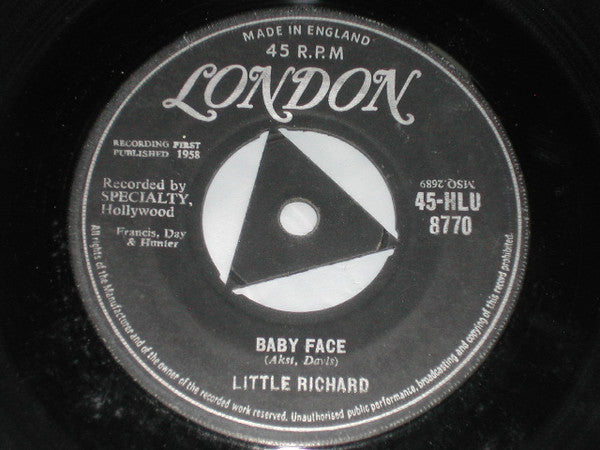 MADE IN ENGLAND
45 R.P.M
LONDON
RECORDING FIRST
PUBLISHED 1958
Recorded by
SPECIALTY,
Hollywood
Francis, Day
& Hunter
MSQ.2689
45-HLU
8770
BABY FACE
(Akst, Davis)
LITTLE RICHARD
All rights of the Manufacturer and of the owner of the recorded work reserved. Unauthorised public performance, broadcasting and copying of this record prohibited.